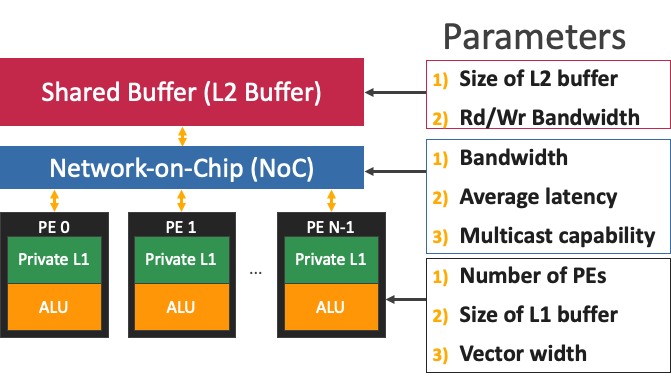 Parameters
Shared Buffer (L2 Buffer)
1) Size of L2 buffer
2) Rd/Wr Bandwidth
Network-on-Chip (NoC)
1) Bandwidth
2) Average latency
3) Multicast capability
PE 0
Private L1
ALU
PE 1
Private L1
ALU
...
PE N-1
Private L1
ALU
1) Number of PEs
2) Size of L1 buffer
3) Vector width